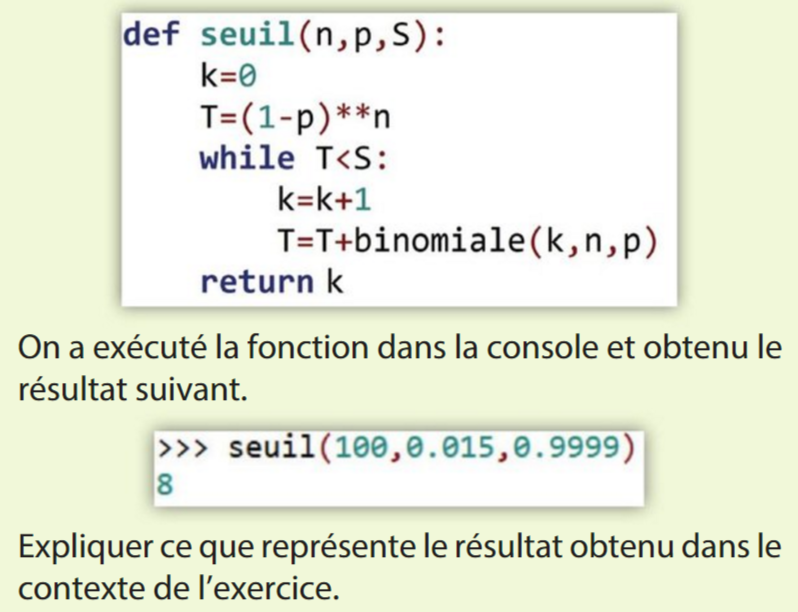 def seuil(n,p,S):
    k=0
    T=(1-p)**n
    while T<S:
        k=k+1
        T=T+binomiale(k,n,p)
    return k
On a exécuté la fonction dans la console et obtenu le
résultat suivant.
>>> seuil(100,0.015,0.9999)
8
Expliquer ce que représente le résultat obtenu dans le
contexte de l’exercice.